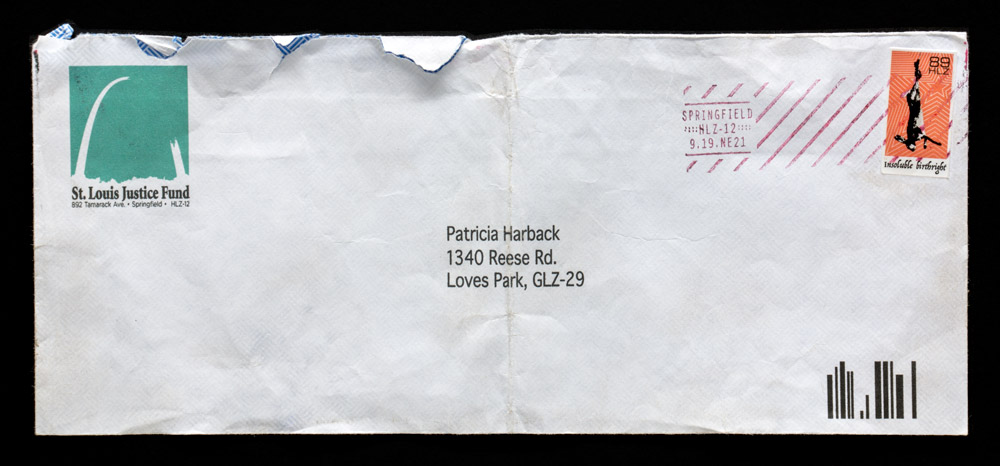 St. Louis Justice Fund
892 Tamarack Ave. • Springfield • HLZ-12
SPRINGFIELD
HLZ-12
9.19.NE21
89
HLZ
Insoluble birthright
Patricia Harback
1340 Reese Rd.
Loves Park, GLZ-29